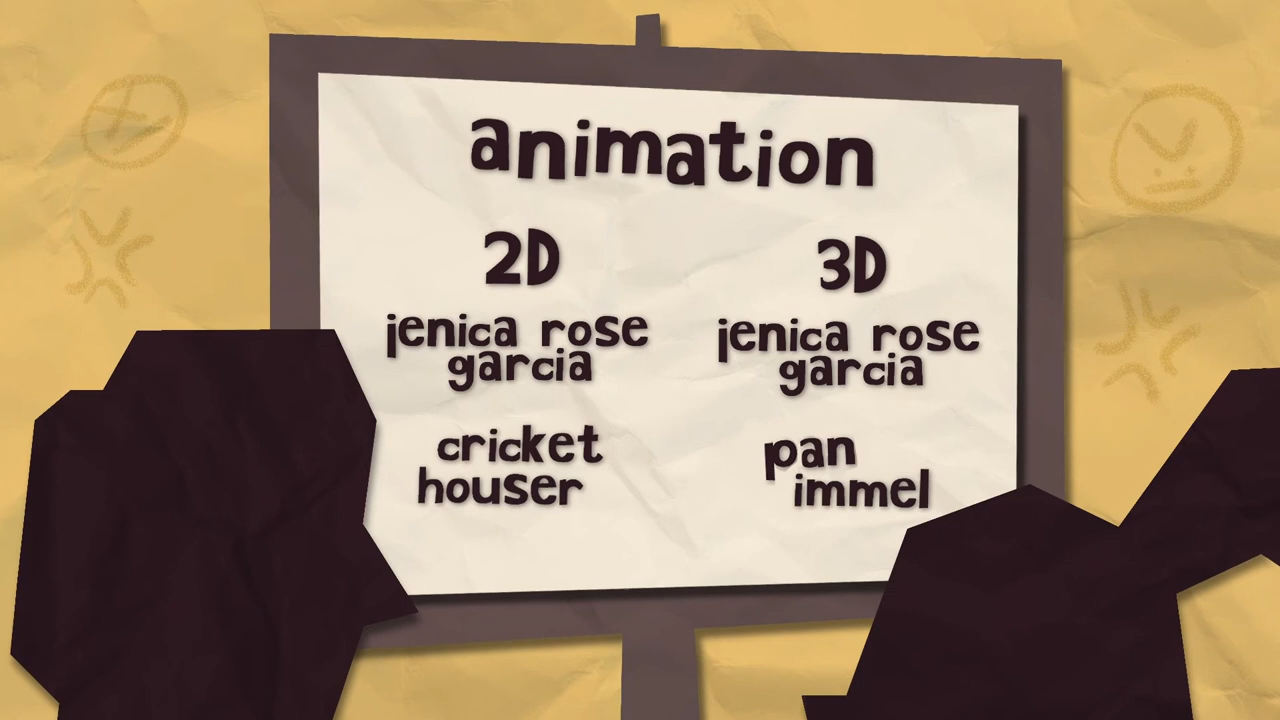 animation
2D
jenica rose
garcia
cricket
houser
3D
jenica rose
garcia
pan
immel